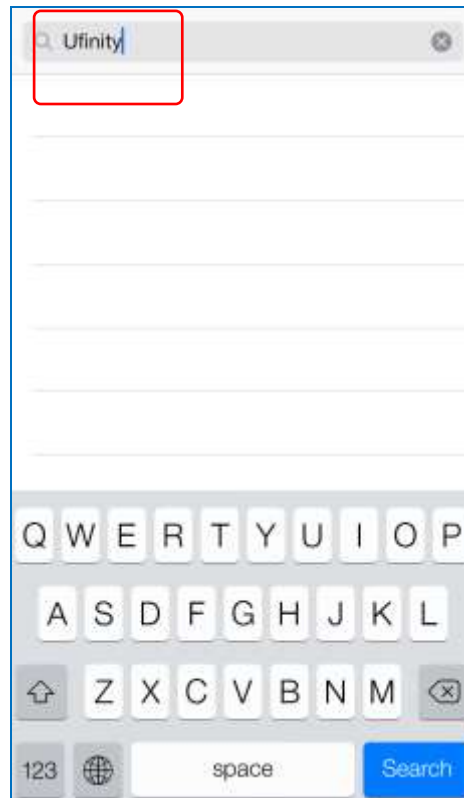 Ufinity
Q W E R T Y U I O P
A S D F G H J K L
Z X C V B N M
123 space Search